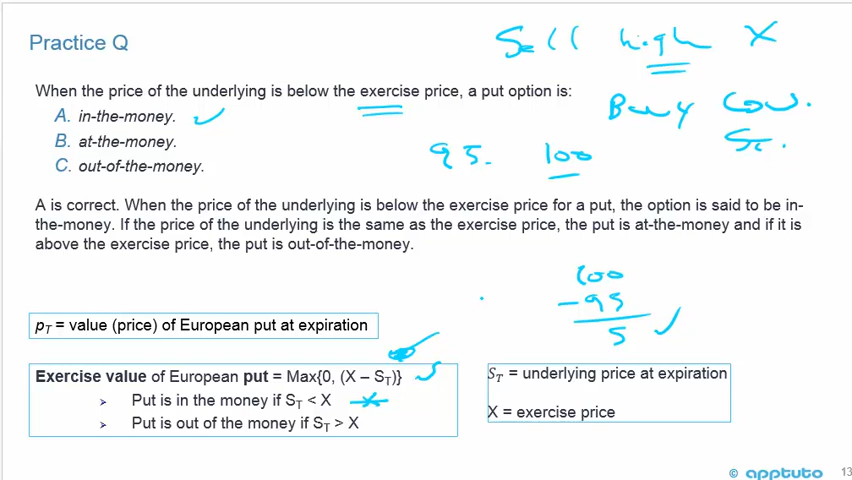 Practice Q
Sell high X
When the price of the underlying is below the exercise price, a put option is:
A. in-the-money.
B. at-the-money.
C. out-of-the-money.
Buy low.
S_T.
95. 100
A is correct. When the price of the underlying is below the exercise price for a put, the option is said to be in-
the-money. If the price of the underlying is the same as the exercise price, the put is at-the-money and if it is
above the exercise price, the put is out-of-the-money.
100
-95
5
p_T = value (price) of European put at expiration
Exercise value of European put = Max{0, (X – S_T)}
➢ Put is in the money if S_T < X
➢ Put is out of the money if S_T > X
S_T = underlying price at expiration
X = exercise price
© apptuto 13